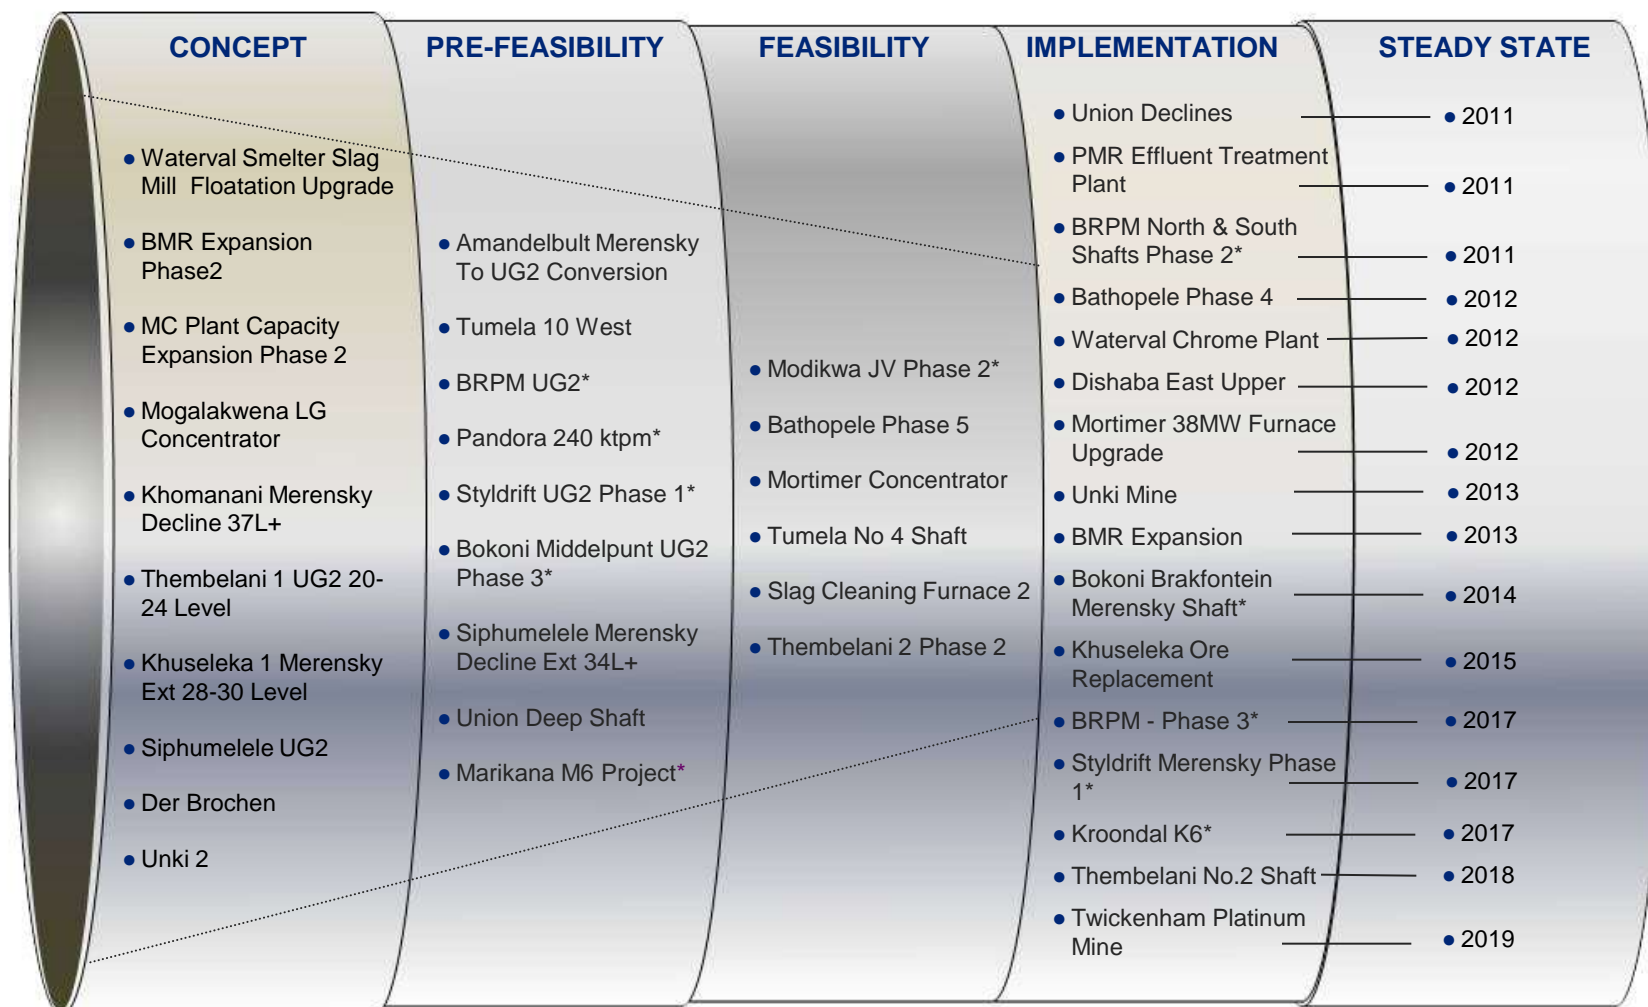 CONCEPT
• Waterval Smelter Slag
Mill Floatation Upgrade
• BMR Expansion
Phase2
• MC Plant Capacity
Expansion Phase 2
• Mogalakwena LG
Concentrator
• Khomanani Merensky
Decline 37L+
• Thembelani 1 UG2 20-
24 Level
• Khuseleka 1 Merensky
Ext 28-30 Level
• Siphumelele UG2
• Der Brochen
• Unki 2
PRE-FEASIBILITY
• Amandelbult Merensky
To UG2 Conversion
• Tumela 10 West
• BRPM UG2*
• Pandora 240 ktpm*
• Styldrift UG2 Phase 1*
• Bokoni Middelpunt UG2
Phase 3*
• Siphumelele Merensky
Decline Ext 34L+
• Union Deep Shaft
• Marikana M6 Project*
FEASIBILITY
• Modikwa JV Phase 2*
• Bathopele Phase 5
• Mortimer Concentrator
• Tumela No 4 Shaft
• Slag Cleaning Furnace 2
• Thembelani 2 Phase 2
IMPLEMENTATION
• Union Declines
• PMR Effluent Treatment
Plant
• BRPM North & South
Shafts Phase 2*
• Bathopele Phase 4
• Waterval Chrome Plant
• Dishaba East Upper
• Mortimer 38MW Furnace
Upgrade
• Unki Mine
• BMR Expansion
• Bokoni Brakfontein
Merensky Shaft*
• Khuseleka Ore
Replacement
• BRPM - Phase 3*
• Styldrift Merensky Phase
1*
• Kroondal K6*
• Thembelani No.2 Shaft
• Twickenham Platinum
Mine
STEADY STATE
• 2011
• 2011
• 2011
• 2012
• 2012
• 2012
• 2012
• 2013
• 2013
• 2014
• 2015
• 2017
• 2017
• 2017
• 2018
• 2019